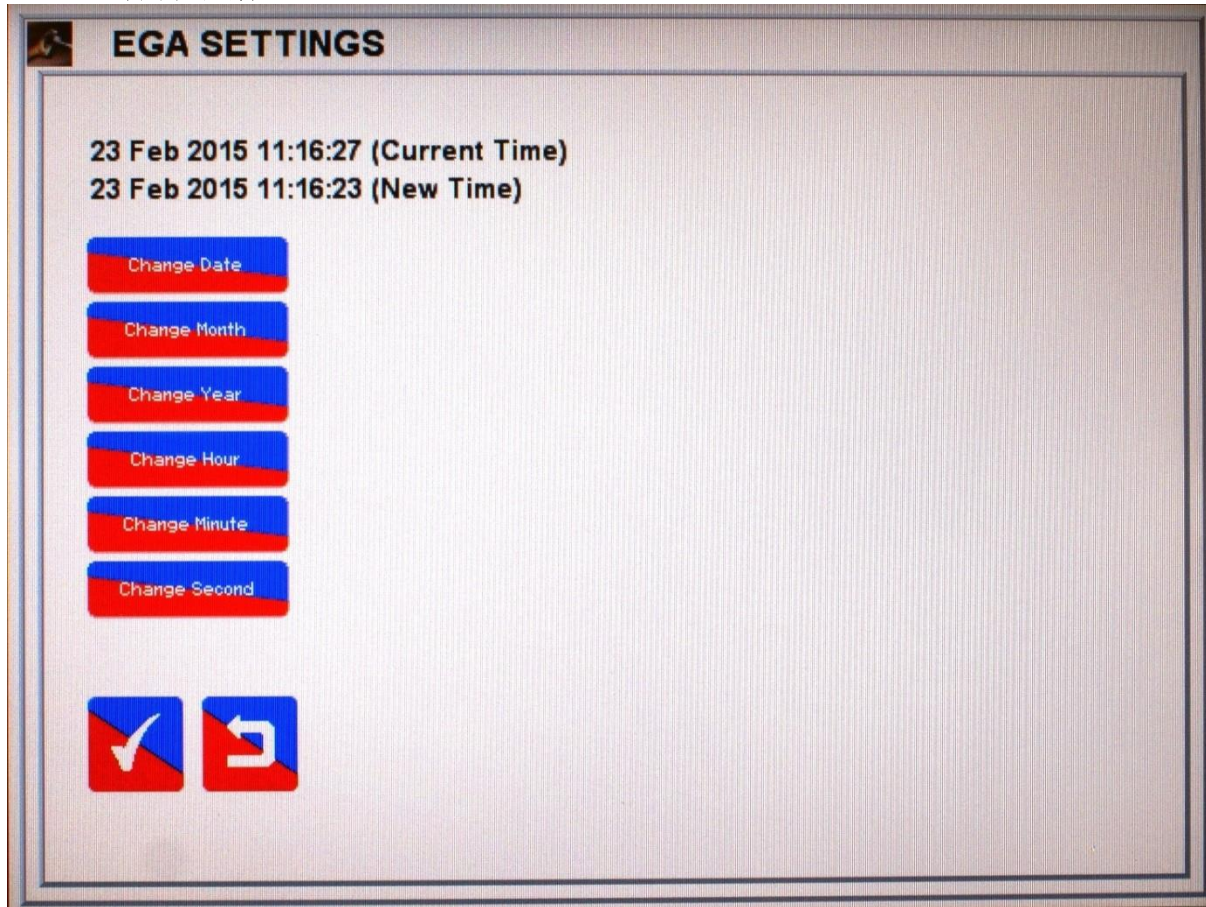 EGA SETTINGS
23 Feb 2015 11:16:27 (Current Time)
23 Feb 2015 11:16:23 (New Time)
Change Date
Change Month
Change Year
Change Hour
Change Minute
Change Second